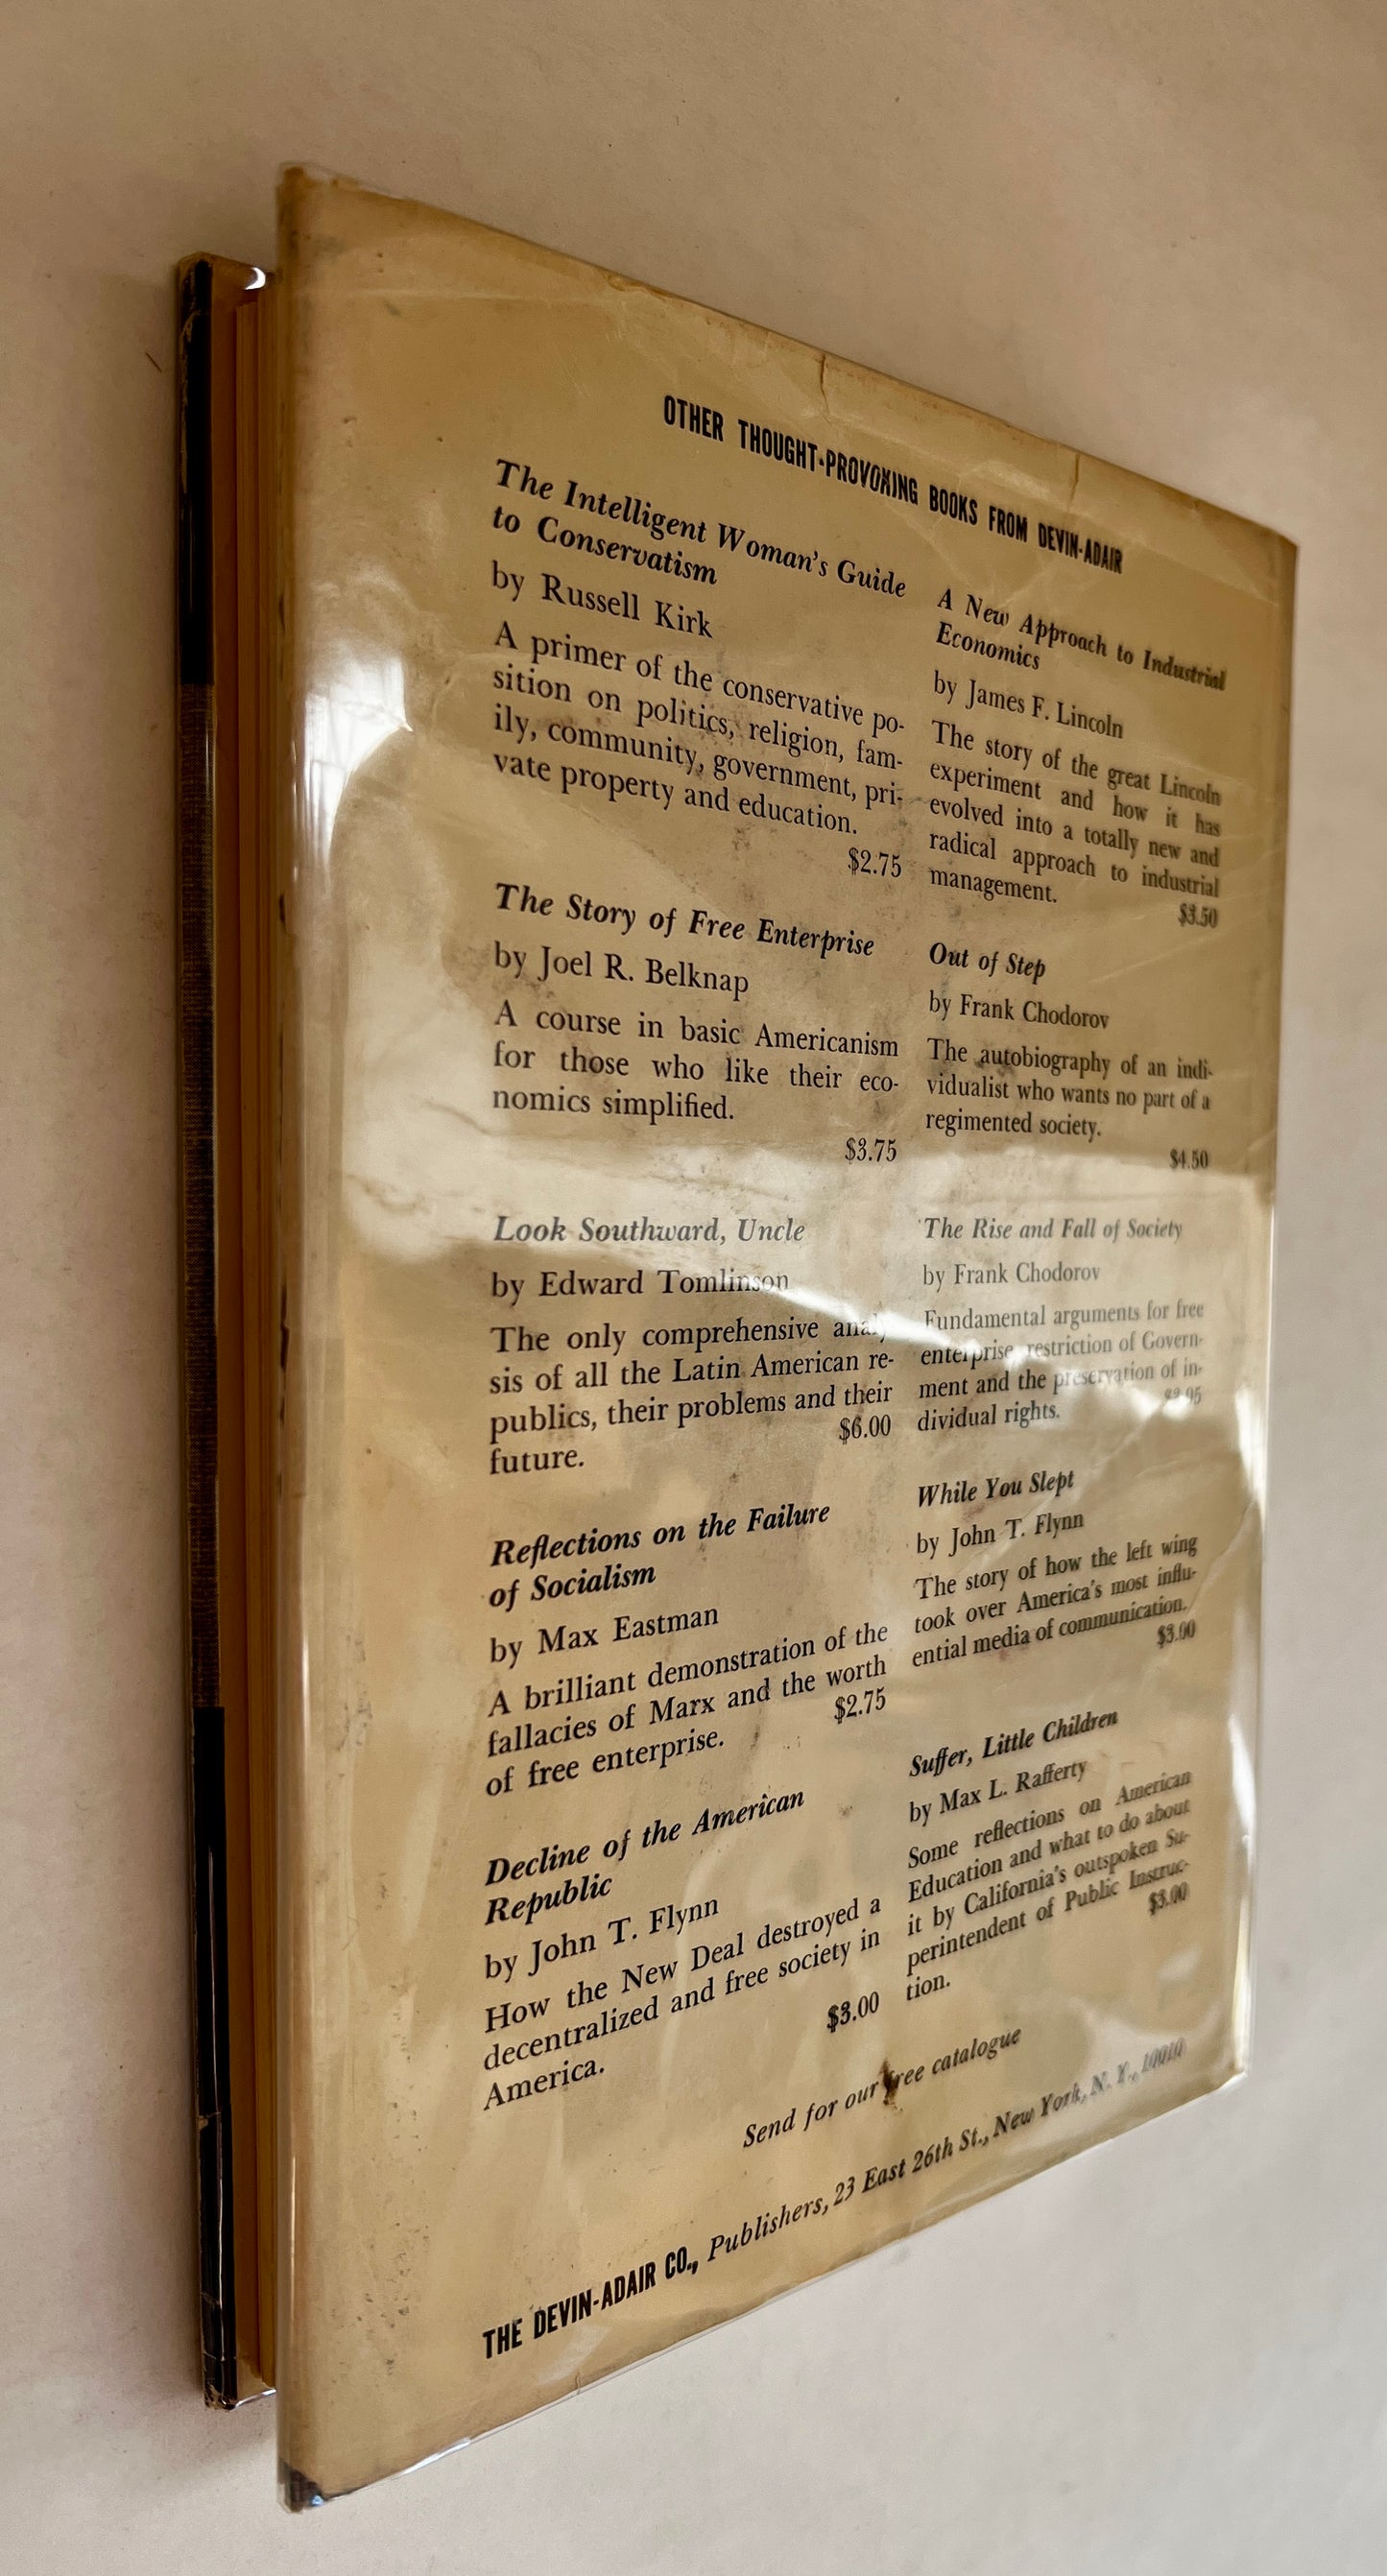 OTHER THOUGHT-PROVOKING BOOKS FROM DEVIN-ADAIR
The Intelligent Woman's Guide
to Conservatism
by Russell Kirk
A primer of the conservative po-
sition on politics, religion, fam-
ily, community, government, pri-
vate property and education.
$2.75
The Story of Free Enterprise
by Joel R. Belknap
A course in basic Americanism
for those who like their eco-
nomics simplified.
$3.75
Look Southward, Uncle
by Edward Tomlinson
The only comprehensive analy
sis of all the Latin American re-
publics, their problems and their
future.
$6.00
Reflections on the Failure
of Socialism
by Max Eastman
A brilliant demonstration of the
fallacies of Marx and the worth
of free enterprise.
$2.75
Decline of the American
Republic
by John T. Flynn
How the New Deal destroyed a
decentralized and free society in
America.
$3.00
A New Approach to Industrial
Economics
by James F. Lincoln
The story of the great Lincoln
experiment and how it has
evolved into a totally new and
radical approach to industrial
management.
$3.50
Out of Step
by Frank Chodorov
The autobiography of an indi-
vidualist who wants no part of a
regimented society.
$4.50
The Rise and Fall of Society
by Frank Chodorov
Fundamental arguments for free
enterprise, restriction of Govern-
ment and the preservation of in-
dividual rights.
While You Slept
by John T. Flynn
The story of how the left wing
took over America's most influ-
ential media of communication.
$3.00
Suffer, Little Children
by Max L. Rafferty
Some reflections on American
Education and what to do about
it by California's outspoken Su-
perintendent of Public Instruc-
tion.
$3.00
Send for our free catalogue
THE DEVIN-ADAIR CO., Publishers, 23 East 26th St., New York, N. Y., 10010